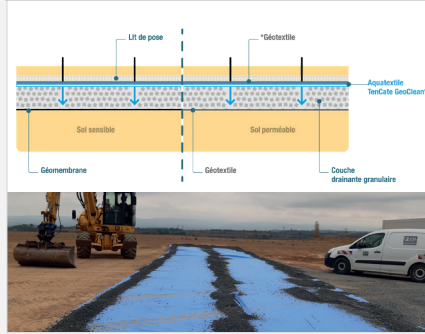 Lit de pose
*Géotextile
Aquatextile
TenCate GeoClean
Sol sensible
Sol perméable
Géomembrane
Géotextile
Couche
drainante granulaire